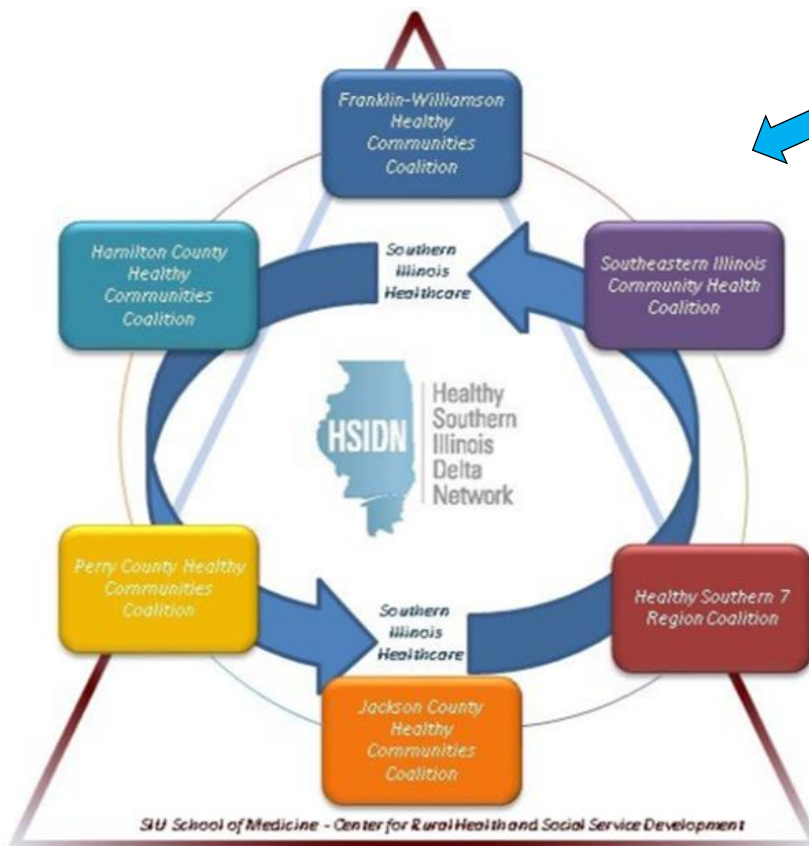 Franklin-Williamson
Healthy
Communities
Coalition
Hamilton County
Healthy
Communities
Coalition
Southern
Illinois
Healthcare
Southeastern Illinois
Community Health
Coalition
HSIDN
Healthy
Southern
Illinois
Delta
Network
Perry County Healthy
Communities
Coalition
Southern
Illinois
Healthcare
Healthy Southern 7
Region Coalition
Jackson County
Healthy
Communities
Coalition
SIU School of Medicine - Center for Rural Health and Social Service Development